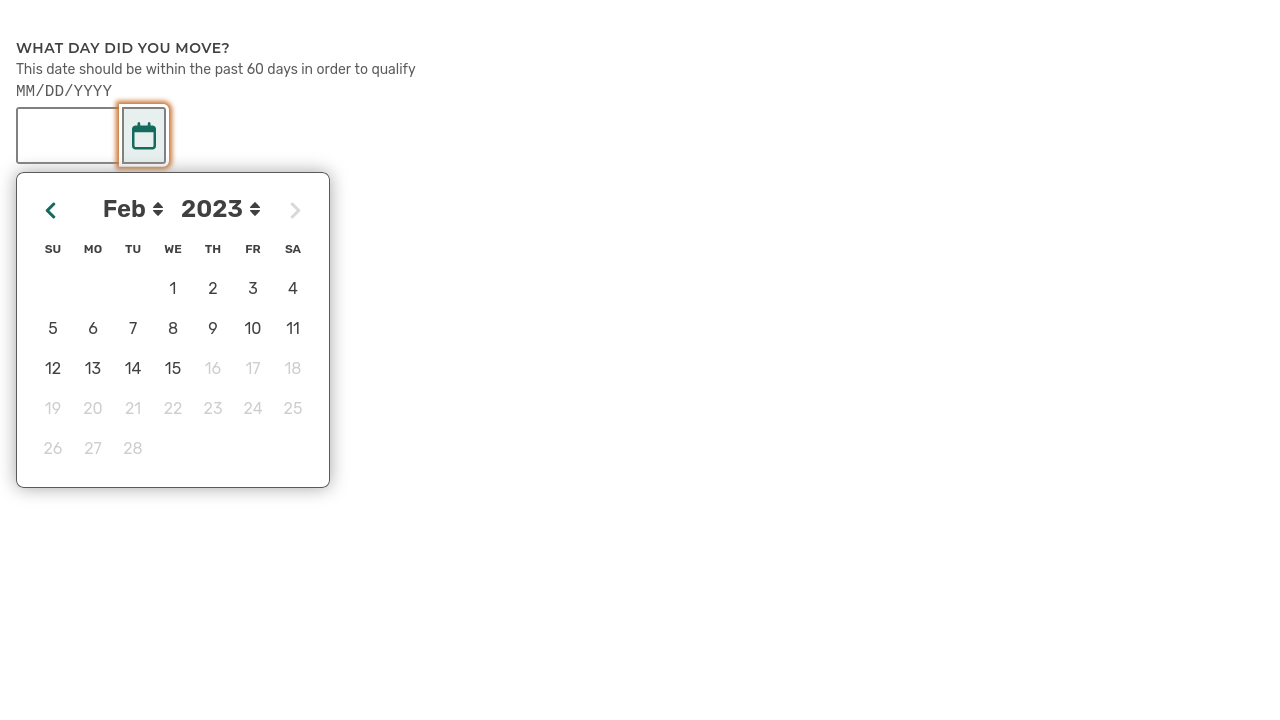 WHAT DAY DID YOU MOVE?
This date should be within the past 60 days in order to qualify
MM/DD/YYYY
Feb 2023
SU MO TU WE TH FR SA
1 2 3 4
5 6 7 8 9 10 11
12 13 14 15 16 17 18
19 20 21 22 23 24 25
26 27 28